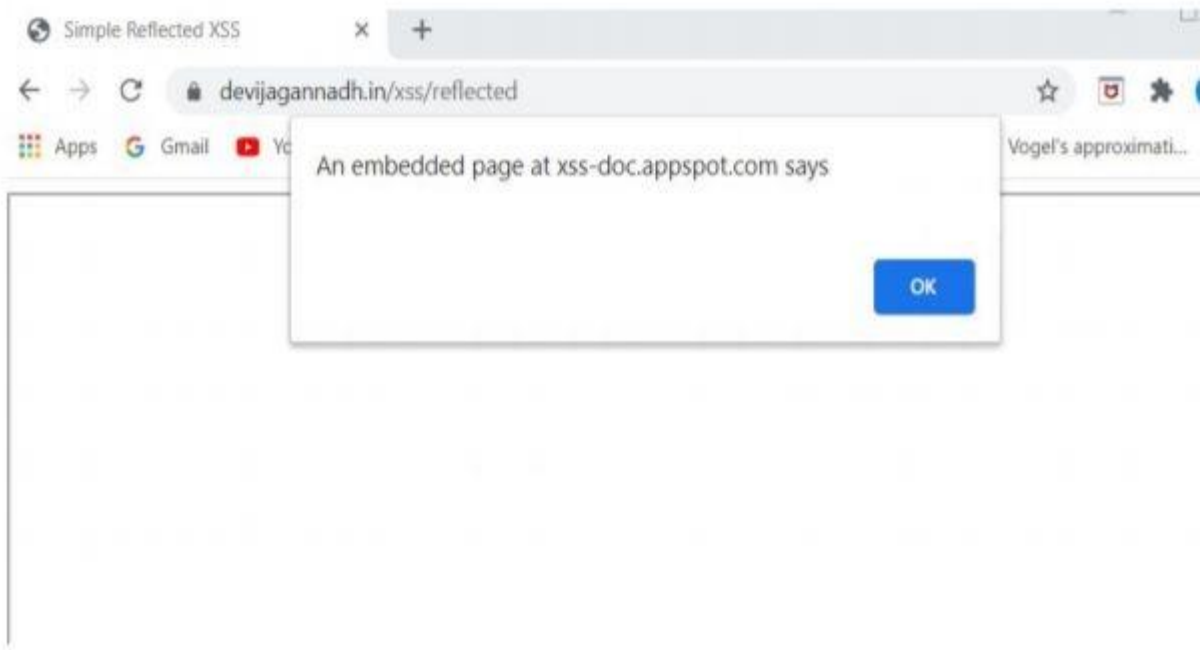 Simple Reflected XSS
devijagannadh.in/xss/reflected
Apps Gmail Vogel's approximati...
An embedded page at xss-doc.appspot.com says
OK